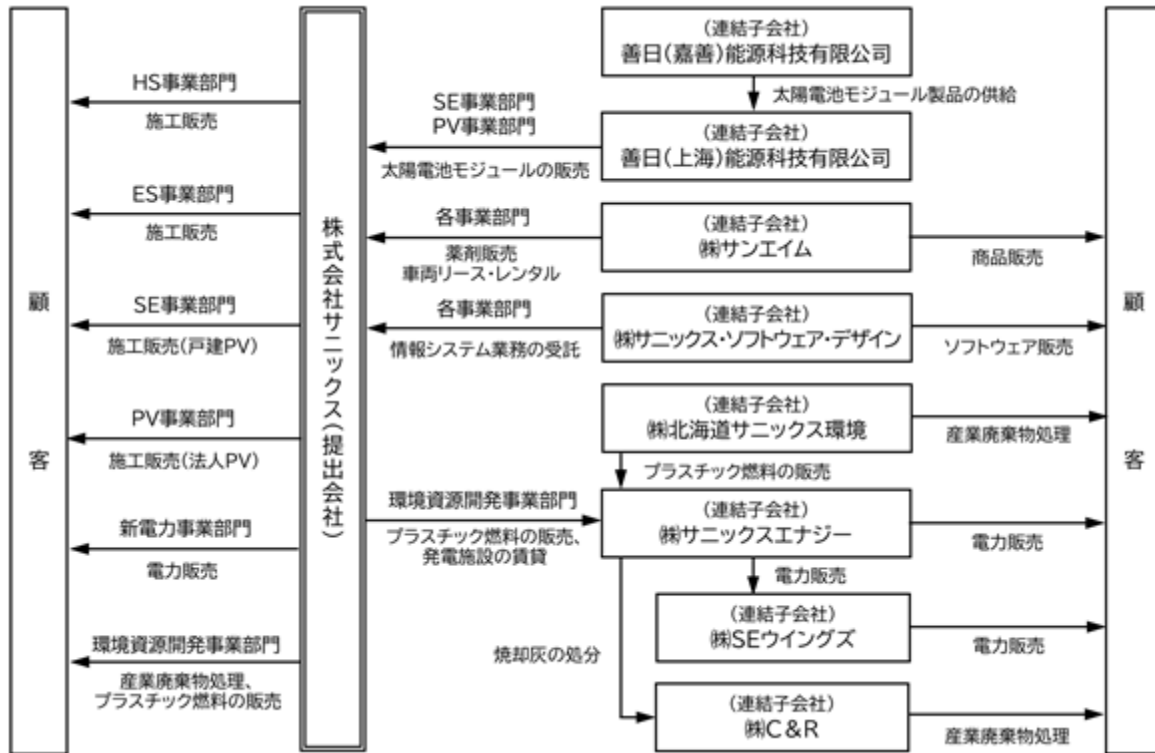 顧客
HS事業部門
施工販売
ES事業部門
施工販売
SE事業部門
施工販売(戸建PV)
PV事業部門
施工販売(法人PV)
新電力事業部門
電力販売
環境資源開発事業部門
産業廃棄物処理、
プラスチック燃料の販売
株式会社サニックス(提出会社)
SE事業部門
PV事業部門
太陽電池モジュールの販売
各事業部門
薬剤販売
車両リース・レンタル
各事業部門
情報システム業務の受託
環境資源開発事業部門
プラスチック燃料の販売、
発電施設の賃貸
(連結子会社)
善日(嘉善)能源科技有限公司
太陽電池モジュール製品の供給
(連結子会社)
善日(上海)能源科技有限公司
(連結子会社)
㈱サンエイム
商品販売
(連結子会社)
㈱サニックス・ソフトウェア・デザイン
ソフトウェア販売
(連結子会社)
㈱北海道サニックス環境
産業廃棄物処理
プラスチック燃料の販売
(連結子会社)
㈱サニックスエナジー
電力販売
電力販売
(連結子会社)
㈱SEウイングズ
電力販売
焼却灰の処分
(連結子会社)
㈱C&R
産業廃棄物処理
顧客